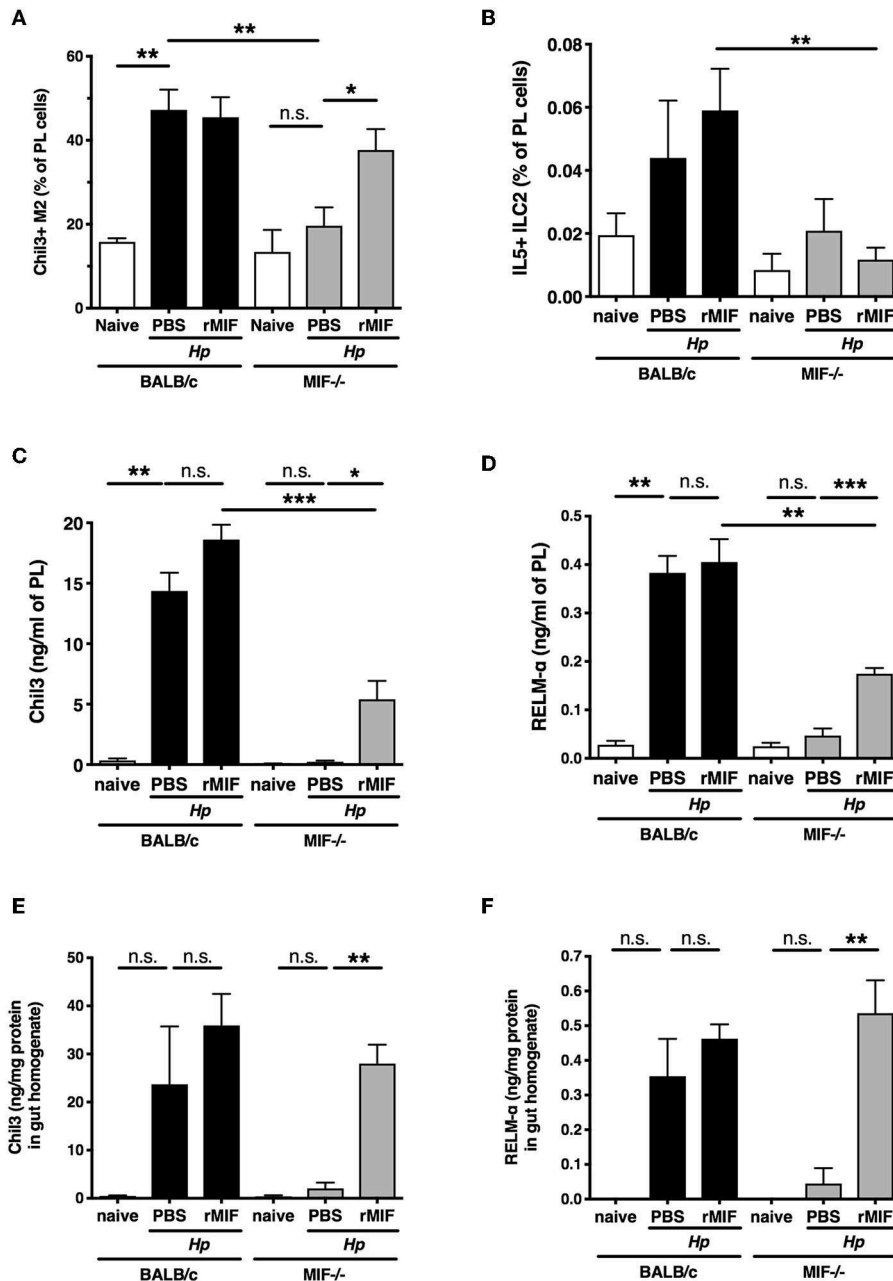 A
Chil3+ M2 (% of PL cells)
** ** n.s. *
60
40
20
0
Naive PBS rMIF Naive PBS rMIF
Hp Hp
BALB/c MIF-/-
B
IL5+ ILC2 (% of PL cells)
**
0.08
0.06
0.04
0.02
0.00
naive PBS rMIF naive PBS rMIF
Hp Hp
BALB/c MIF-/-
C
Chil3 (ng/ml of PL)
** n.s. n.s. *
***
20
15
10
5
0
naive PBS rMIF naive PBS rMIF
Hp Hp
BALB/c MIF-/-
D
RELM-α (ng/ml of PL)
** n.s. n.s. ***
**
0.5
0.4
0.3
0.2
0.1
0.0
naive PBS rMIF naive PBS rMIF
Hp Hp
BALB/c MIF-/-
E
Chil3 (ng/mg protein
in gut homogenate)
n.s. n.s. n.s. **
50
40
30
20
10
0
naive PBS rMIF naive PBS rMIF
Hp Hp
BALB/c MIF-/-
F
RELM-α (ng/mg protein
in gut homogenate)
n.s. n.s. n.s. **
0.7
0.6
0.5
0.4
0.3
0.2
0.1
0.0
naive PBS rMIF naive PBS rMIF
Hp Hp
BALB/c MIF-/-